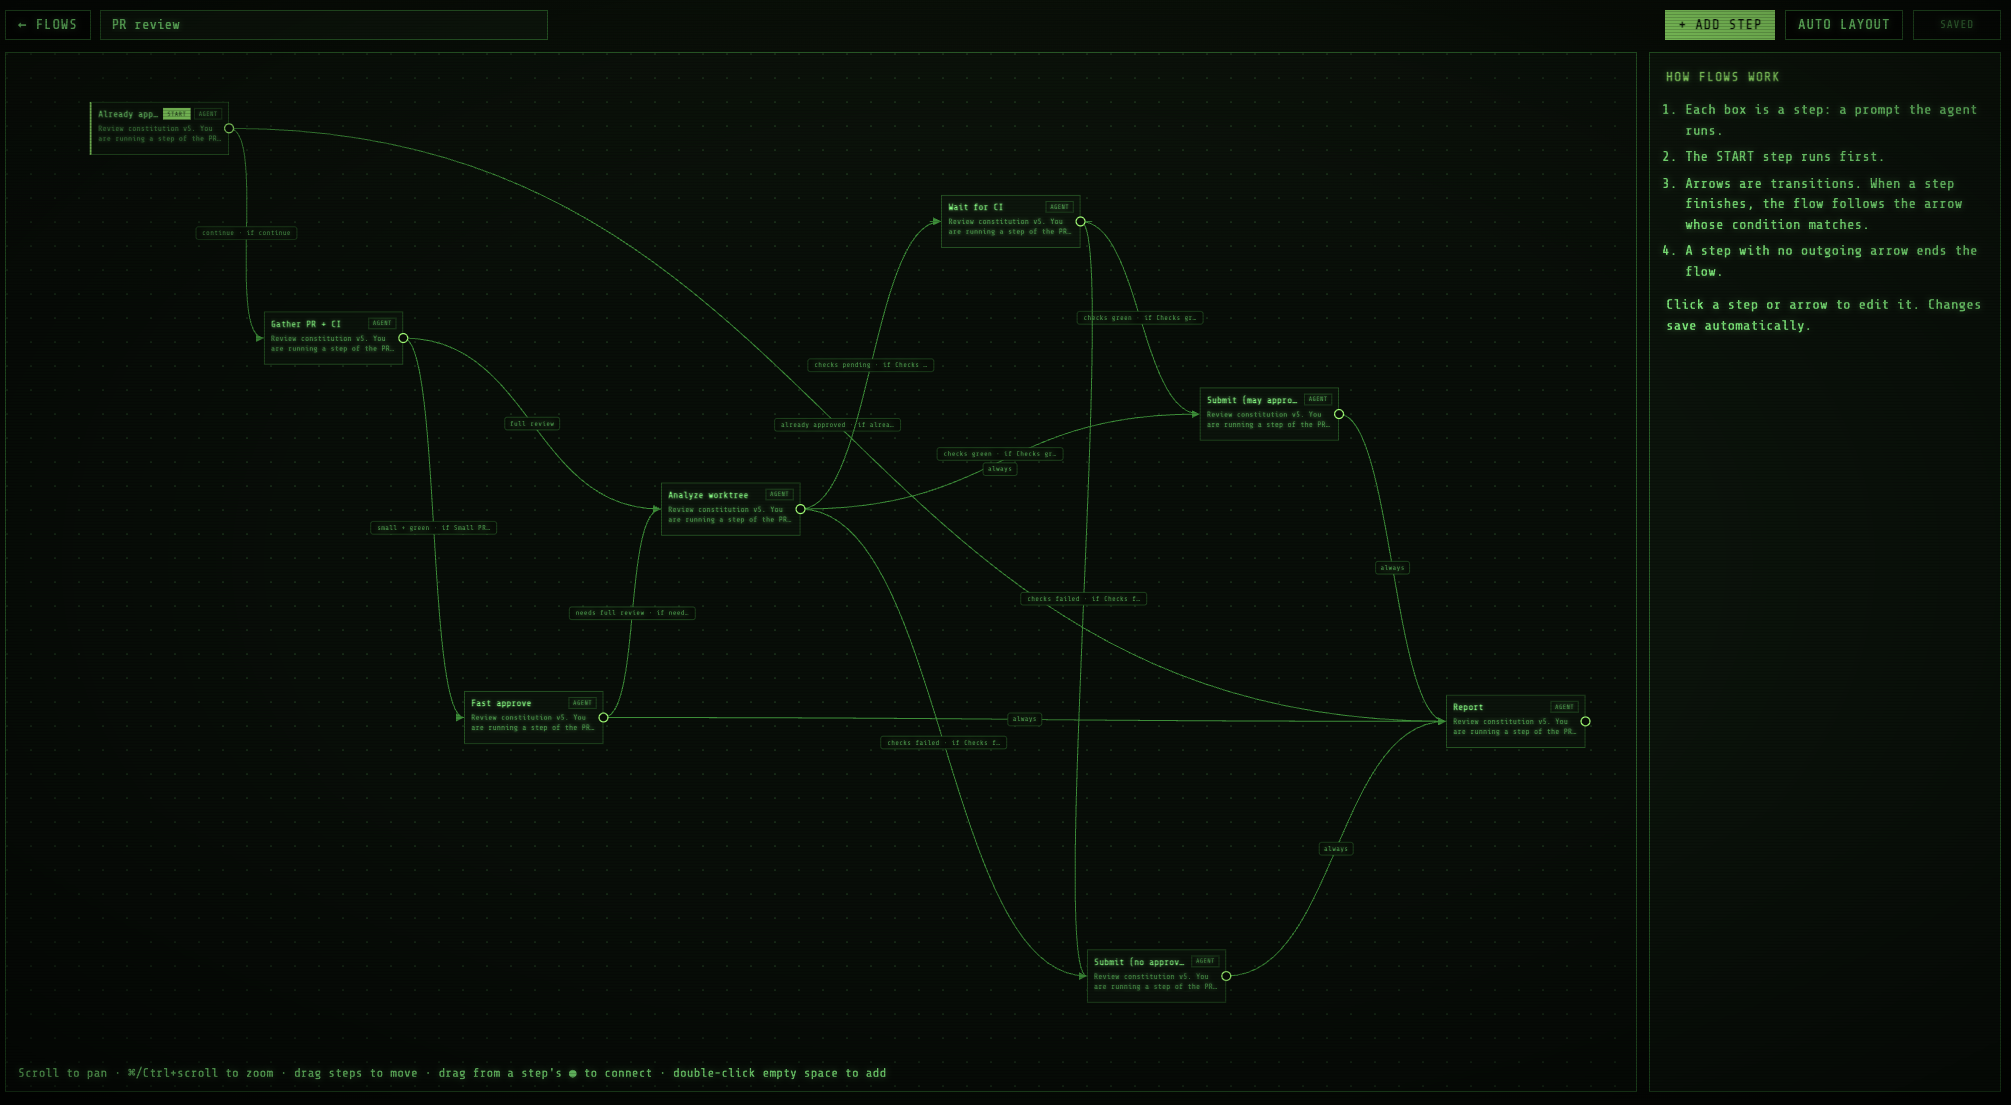 ← FLOWS
PR review
+ ADD STEP
AUTO LAYOUT
SAVED
Already app… START AGENT
Review constitution v5. You
are running a step of the PR…
continue · if continue
Wait for CI AGENT
Review constitution v5. You
are running a step of the PR…
Gather PR + CI AGENT
Review constitution v5. You
are running a step of the PR…
checks green · if Checks gr…
checks pending · if Checks …
full review
already approved · if alrea…
Submit (may appro… AGENT
Review constitution v5. You
are running a step of the PR…
checks green · if Checks gr…
always
Analyze worktree AGENT
Review constitution v5. You
are running a step of the PR…
small + green · if Small PR…
always
needs full review · if need…
checks failed · if Checks f…
Fast approve AGENT
Review constitution v5. You
are running a step of the PR…
always
Report AGENT
Review constitution v5. You
are running a step of the PR…
checks failed · if Checks f…
always
Submit (no approv… AGENT
Review constitution v5. You
are running a step of the PR…
Scroll to pan · ⌘/Ctrl+scroll to zoom · drag steps to move · drag from a step's ● to connect · double-click empty space to add
HOW FLOWS WORK
1. Each box is a step: a prompt the agent
runs.
2. The START step runs first.
3. Arrows are transitions. When a step
finishes, the flow follows the arrow
whose condition matches.
4. A step with no outgoing arrow ends the
flow.
Click a step or arrow to edit it. Changes
save automatically.